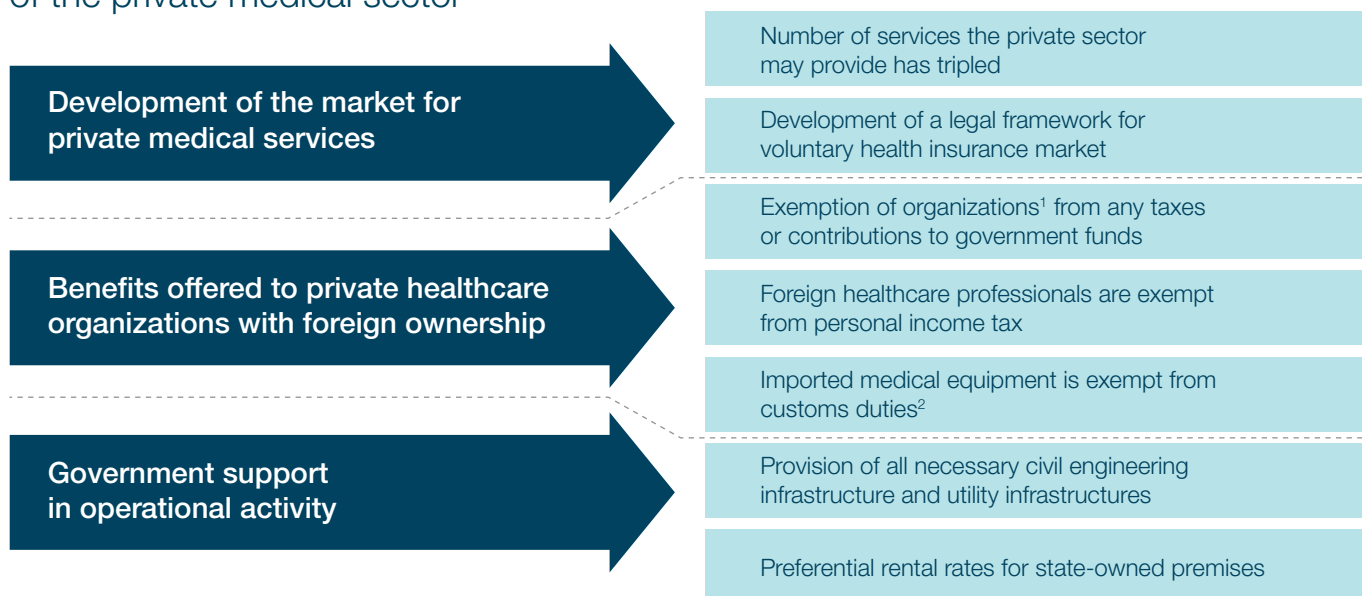 of the private medical sector
Development of the market for
private medical services
Number of services the private sector
may provide has tripled
Development of a legal framework for
voluntary health insurance market
Benefits offered to private healthcare
organizations with foreign ownership
Exemption of organizations¹ from any taxes
or contributions to government funds
Foreign healthcare professionals are exempt
from personal income tax
Imported medical equipment is exempt from
customs duties²
Government support
in operational activity
Provision of all necessary civil engineering
infrastructure and utility infrastructures
Preferential rental rates for state-owned premises